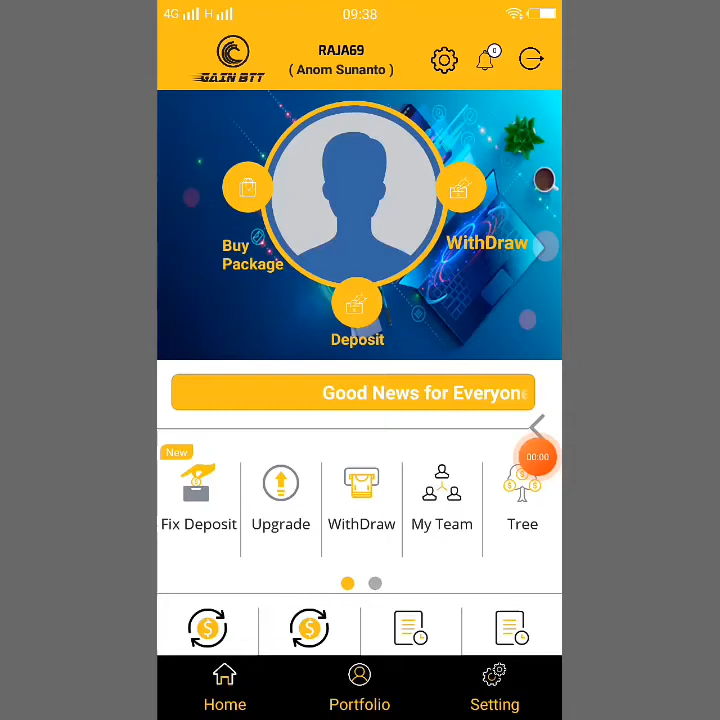 4G H 09:38
GAIN BTT
RAJA69
( Anom Sunanto )
0
Buy
Package
WithDraw
Deposit
Good News for Everyone
00:00
New
Fix Deposit
Upgrade
WithDraw
My Team
Tree
Home
Portfolio
Setting